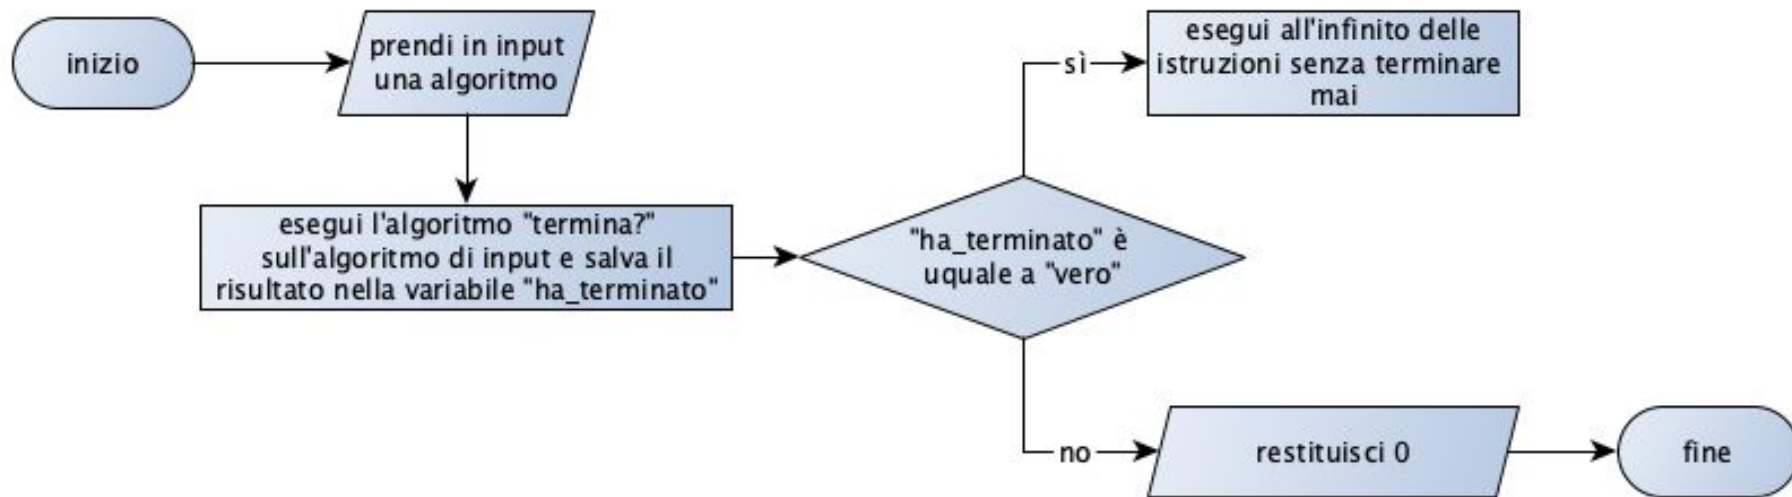 inizio
prendi in input
una algoritmo
esegui l'algoritmo "termina?"
sull'algoritmo di input e salva il
risultato nella variabile "ha_terminato"
"ha_terminato" è
uquale a "vero"
sì
esegui all'infinito delle
istruzioni senza terminare
mai
no
restituisci 0
fine